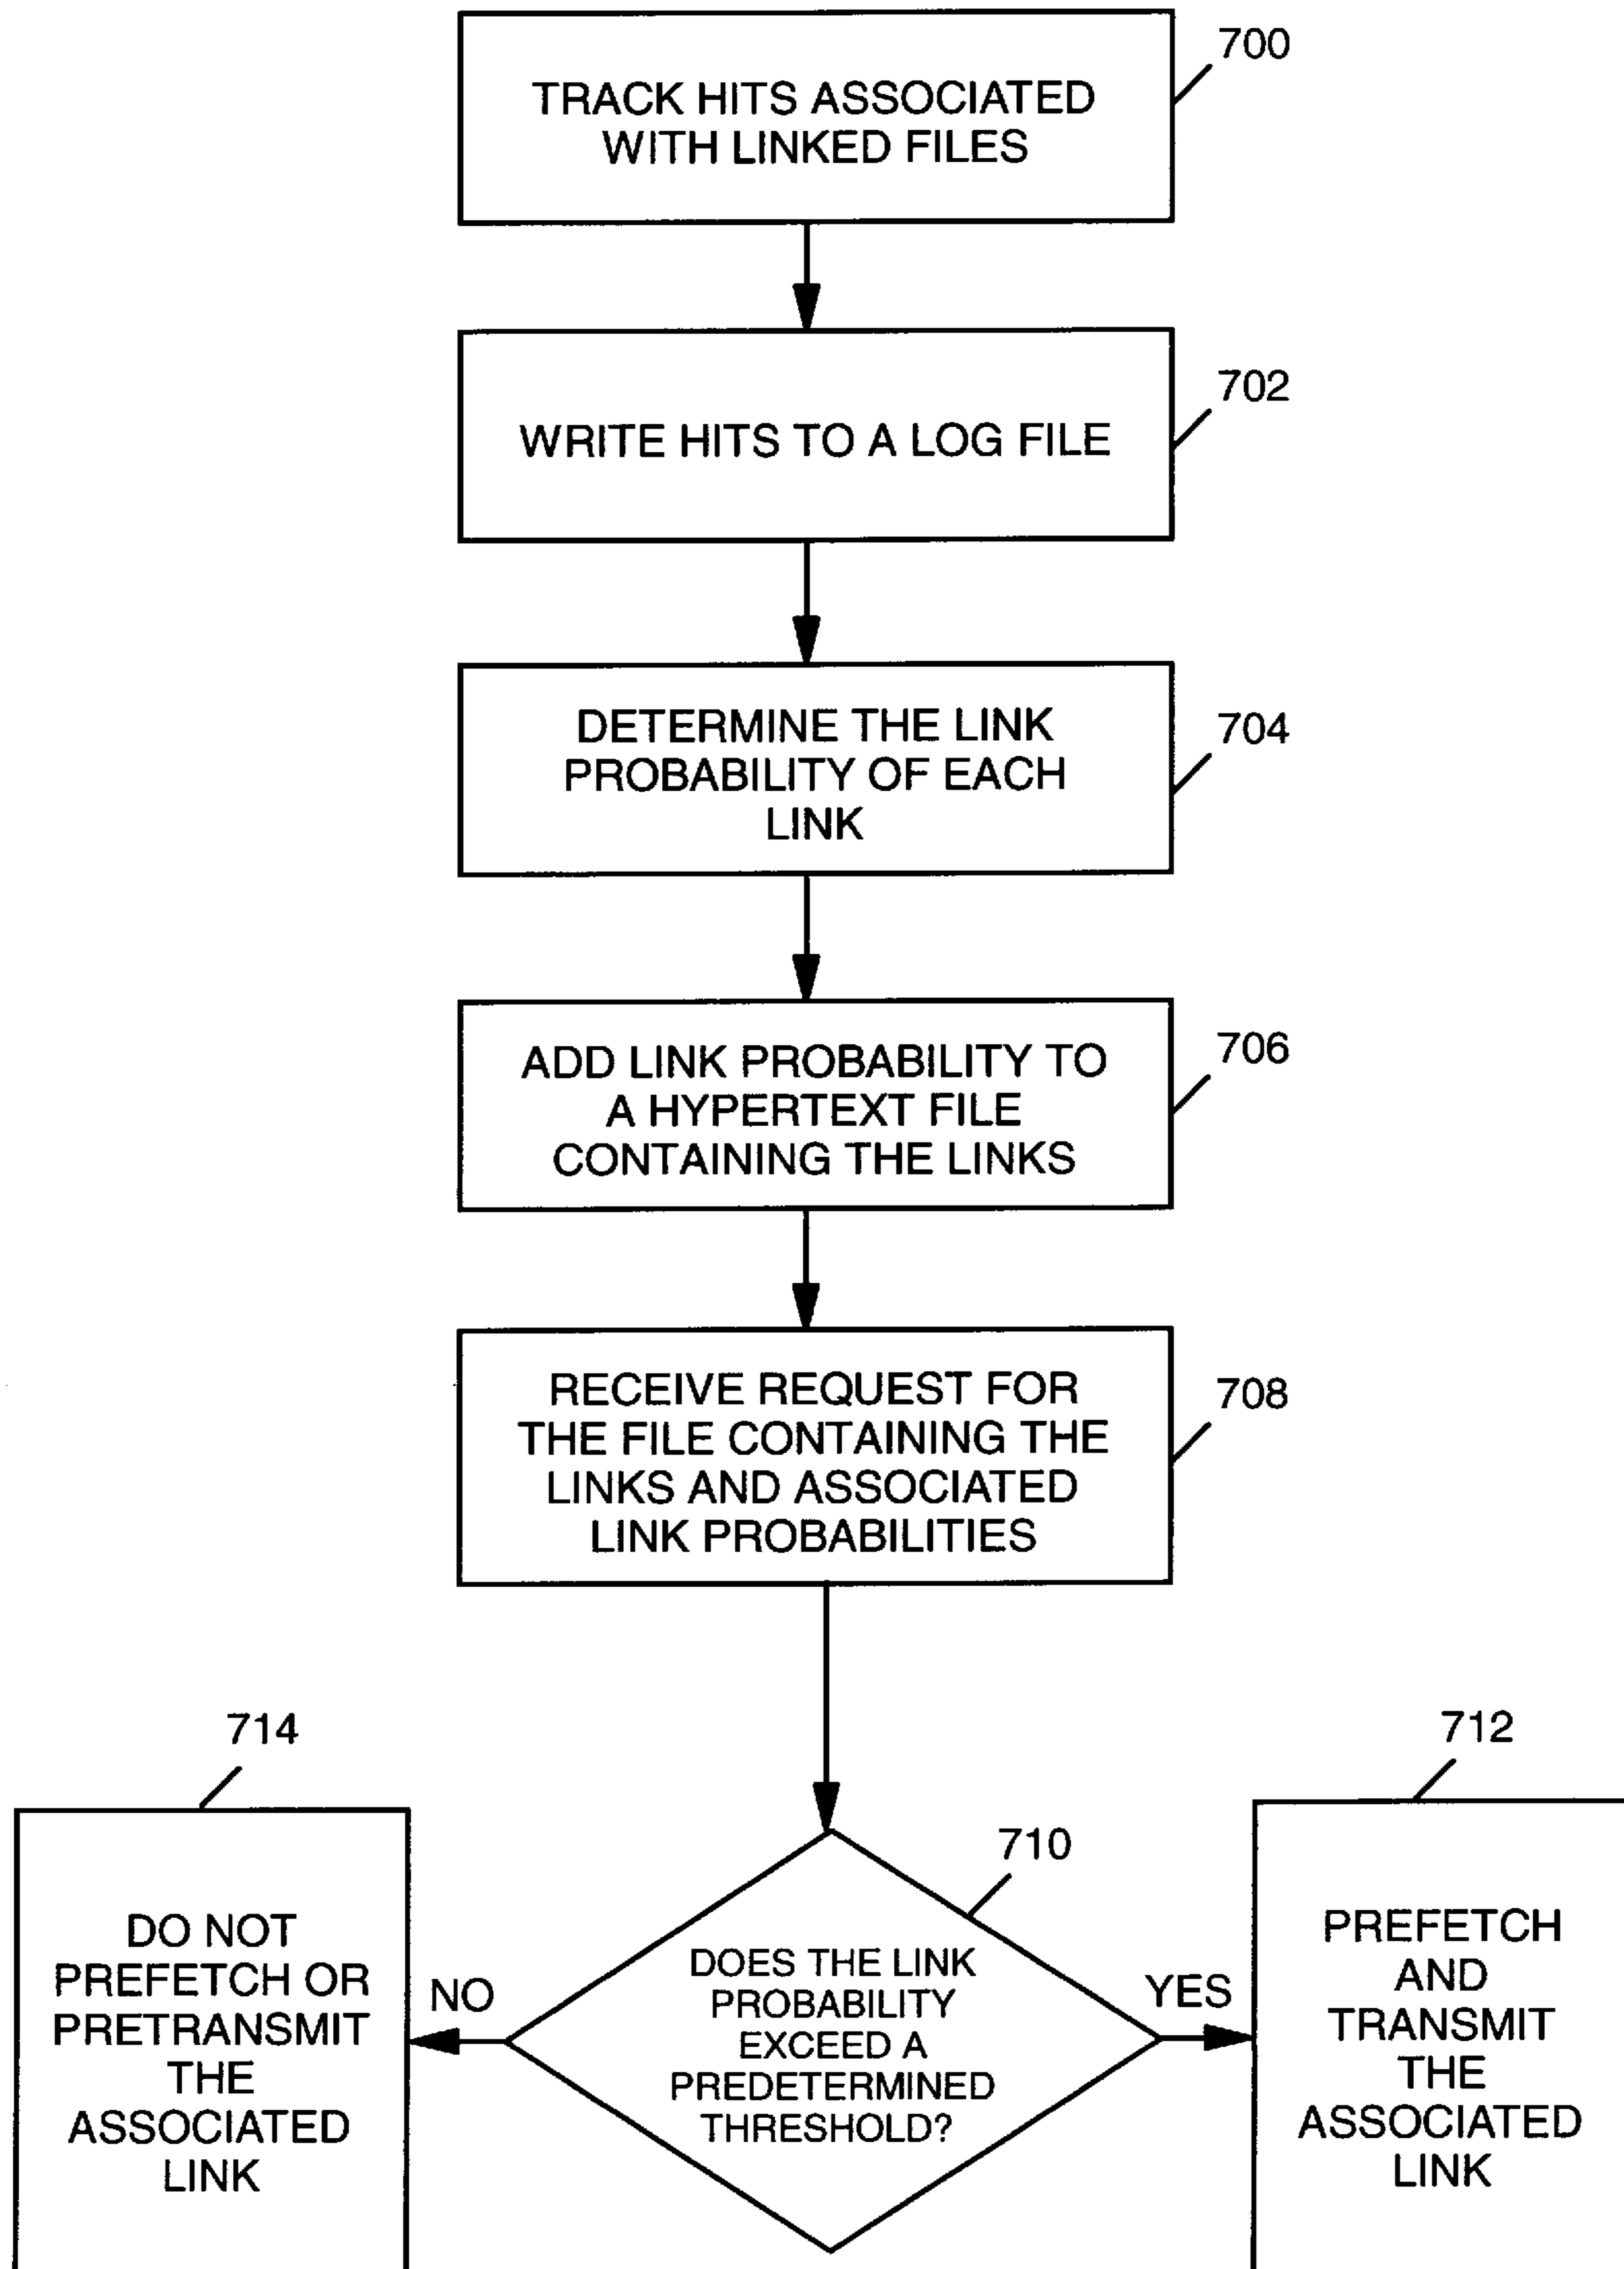 700
TRACK HITS ASSOCIATED
WITH LINKED FILES
702
WRITE HITS TO A LOG FILE
704
DETERMINE THE LINK
PROBABILITY OF EACH
LINK
706
ADD LINK PROBABILITY TO
A HYPERTEXT FILE
CONTAINING THE LINKS
708
RECEIVE REQUEST FOR
THE FILE CONTAINING THE
LINKS AND ASSOCIATED
LINK PROBABILITIES
710
DOES THE LINK
PROBABILITY
EXCEED A
PREDETERMINED
THRESHOLD?
NO
714
DO NOT
PREFETCH OR
PRETRANSMIT
THE
ASSOCIATED
LINK
YES
712
PREFETCH
AND
TRANSMIT
THE
ASSOCIATED
LINK